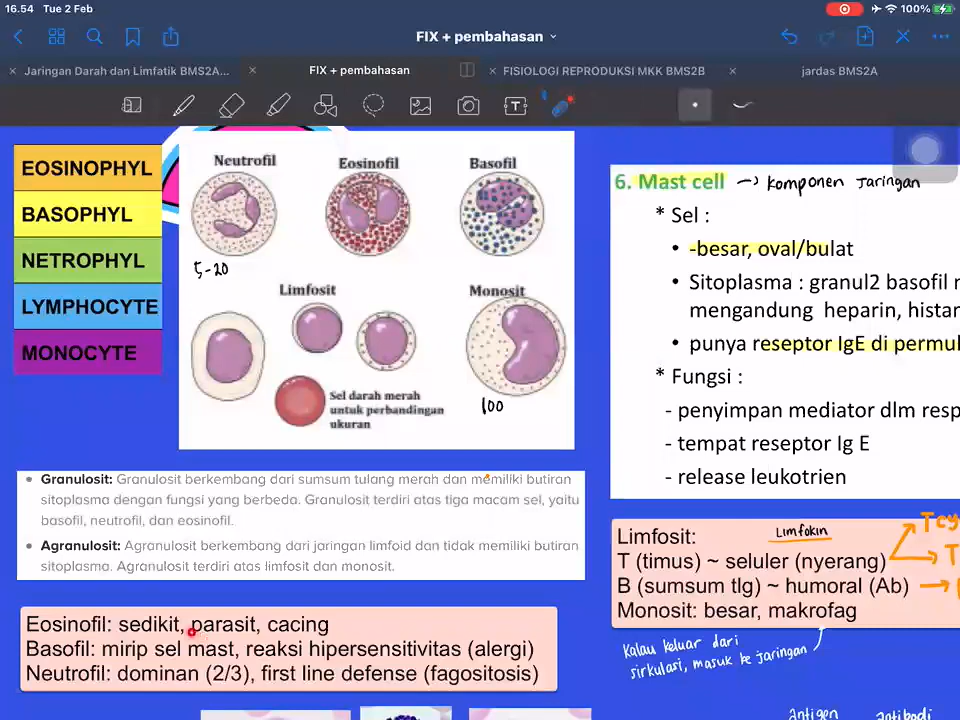 16.54 Tue 2 Feb
100%
FIX + pembahasan
Jaringan Darah dan Limfatik BMS2A...
FIX + pembahasan
FISIOLOGI REPRODUKSI MKK BMS2B
jardas BMS2A
EOSINOPHYL
BASOPHYL
NETROPHYL
LYMPHOCYTE
MONOCYTE
Neutrofil
Eosinofil
Basofil
5-20
Limfosit
Monosit
Sel darah merah
untuk perbandingan
ukuran
100
• Granulosit: Granulosit berkembang dari sumsum tulang merah dan memiliki butiran
sitoplasma dengan fungsi yang berbeda. Granulosit terdiri atas tiga macam sel, yaitu
basofil, neutrofil, dan eosinofil.
• Agranulosit: Agranulosit berkembang dari jaringan limfoid dan tidak memiliki butiran
sitoplasma. Agranulosit terdiri atas limfosit dan monosit.
Eosinofil: sedikit, parasit, cacing
Basofil: mirip sel mast, reaksi hipersensitivitas (alergi)
Neutrofil: dominan (2/3), first line defense (fagositosis)
6. Mast cell → komponen jaringan
* Sel :
• -besar, oval/bulat
• Sitoplasma : granul2 basofil
mengandung heparin,
• punya reseptor IgE di
* Fungsi :
- penyimpan mediator dlm
- tempat reseptor Ig E
- release leukotrien
Limfosit:
Limfokin
T (timus) ~ seluler (nyerang)
B (sumsum tlg) ~ humoral (Ab)
Monosit: besar, makrofag
Kalau keluar dari
sirkulasi, masuk ke jaringan
antigen
antibodi